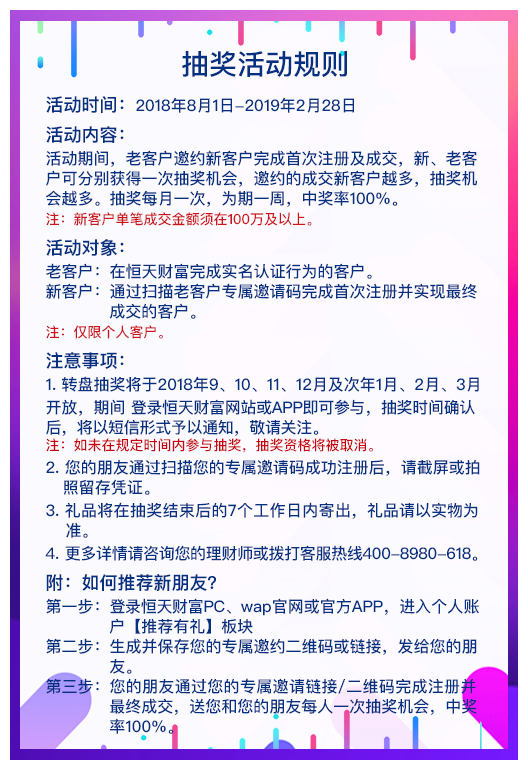 抽奖活动规则
活动时间：2018年8月1日-2019年2月28日
活动内容：
活动期间，老客户邀约新客户完成首次注册及成交，新、老客
户可分别获得一次抽奖机会，邀约的成交新客户越多，抽奖机
会越多。抽奖每月一次，为期一周，中奖率100%。
注：新客户单笔成交金额须在100万及以上。
活动对象：
老客户：在恒天财富完成实名认证行为的客户。
新客户：通过扫描老客户专属邀请码完成首次注册并实现最终
成交的客户。
注：仅限个人客户。
注意事项：
1. 转盘抽奖将于2018年9、10、11、12月及次年1月、2月、3月
开放，期间 登录恒天财富网站或APP即可参与，抽奖时间确认
后，将以短信形式予以通知，敬请关注。
注：如未在规定时间内参与抽奖，抽奖资格将被取消。
2. 您的朋友通过扫描您的专属邀请码成功注册后，请截屏或拍
照留存凭证。
3. 礼品将在抽奖结束后的7个工作日内寄出，礼品请以实物为
准。
4. 更多详情请咨询您的理财师或拨打客服热线400-8980-618。
附：如何推荐新朋友？
第一步：登录恒天财富PC、wap官网或官方APP，进入个人账
户【推荐有礼】板块
第二步：生成并保存您的专属邀约二维码或链接，发给您的朋
友。
第三步：您的朋友通过您的专属邀请链接/二维码完成注册并
最终成交，送您和您的朋友每人一次抽奖机会，中奖
率100%。